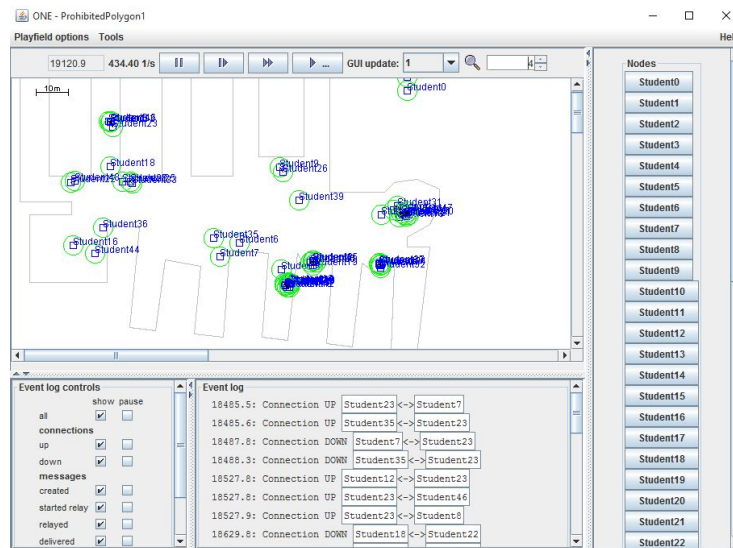 ONE - ProhibitedPolygon1
Playfield options Tools Hel
19120.9 434.40 1/s ... GUI update: 1 4
10m
Student0
Student23
Student18
Student9
Student26
Student39
Student31
Student36
Student16
Student44
Student35
Student6
Student7
Student19
Student32
Nodes
Student0
Student1
Student2
Student3
Student4
Student5
Student6
Student7
Student8
Student9
Student10
Student11
Student12
Student13
Student14
Student15
Student16
Student17
Student18
Student19
Student20
Student21
Student22
Event log controls
show pause
all
connections
up
down
messages
created
started relay
relayed
delivered
Event log
18485.5: Connection UP Student23<->Student7
18485.6: Connection UP Student35<->Student23
18487.8: Connection DOWN Student7<->Student23
18488.3: Connection DOWN Student35<->Student23
18527.8: Connection UP Student12<->Student23
18527.8: Connection UP Student23<->Student46
18527.9: Connection UP Student23<->Student8
18629.8: Connection DOWN Student18<->Student22